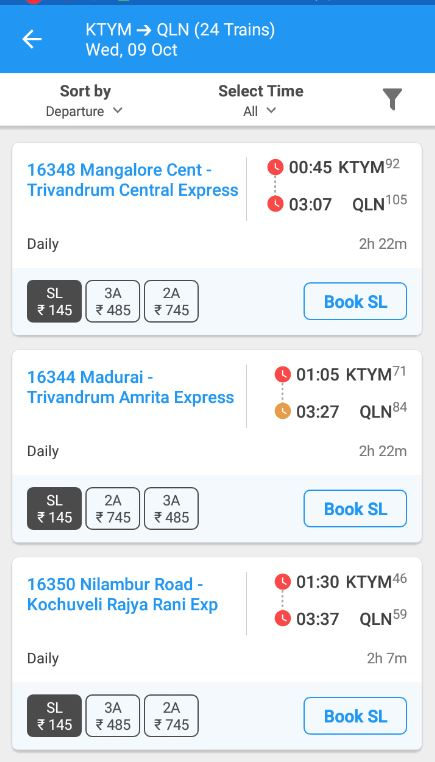 KTYM → QLN (24 Trains)
Wed, 09 Oct
Sort by
Departure
Select Time
All
16348 Mangalore Cent -
Trivandrum Central Express
00:45 KTYM92
03:07 QLN105
Daily
2h 22m
SL
₹ 145
3A
₹ 485
2A
₹ 745
Book SL
16344 Madurai -
Trivandrum Amrita Express
01:05 KTYM71
03:27 QLN84
Daily
2h 22m
SL
₹ 145
2A
₹ 745
3A
₹ 485
Book SL
16350 Nilambur Road -
Kochuveli Rajya Rani Exp
01:30 KTYM46
03:37 QLN59
Daily
2h 7m
SL
₹ 145
3A
₹ 485
2A
₹ 745
Book SL